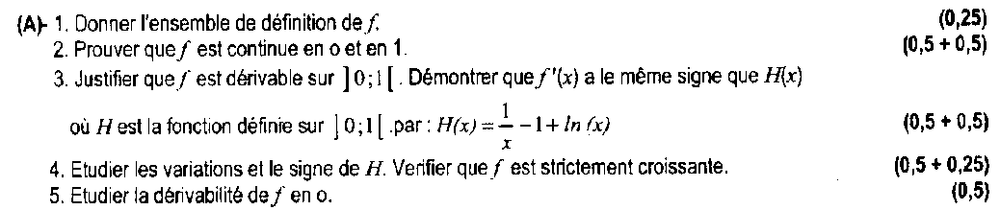 (A)- 1. Donner l'ensemble de définition de f. (0,25)
2. Prouver que f est continue en o et en 1. (0,5 + 0,5)
3. Justifier que f est dérivable sur ]0;1[ . Démontrer que f '(x) a le même signe que H(x)
où H est la fonction définie sur ]0;1[ .par : H(x) = 1/x − 1 + ln (x) (0,5 + 0,5)
4. Etudier les variations et le signe de H. Verifier que f est strictement croissante. (0,5 + 0,25)
5. Etudier la dérivabilité de f en o. (0,5)